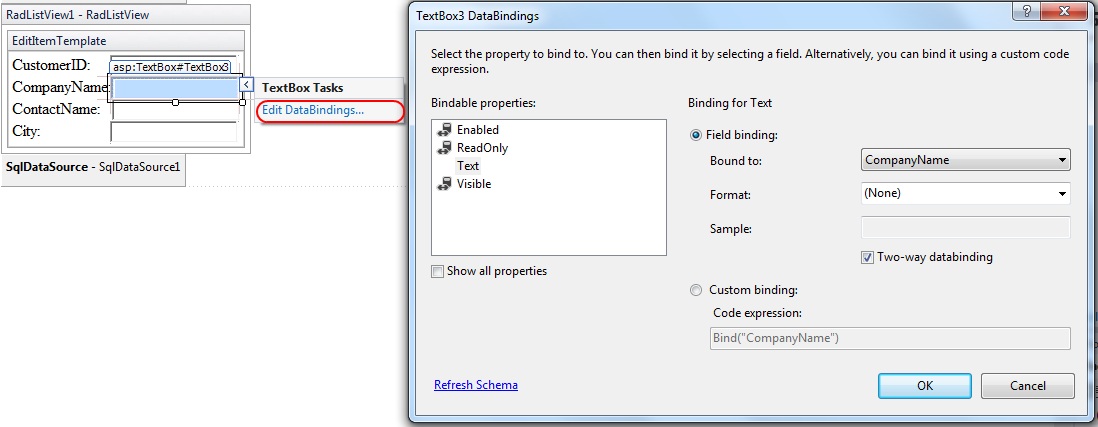 RadListView1 - RadListView
EditItemTemplate
CustomerID:
asp:TextBox#TextBox3
CompanyName:
ContactName:
City:
SqlDataSource - SqlDataSource1
TextBox Tasks
Edit DataBindings...
TextBox3 DataBindings
Select the property to bind to. You can then bind it by selecting a field. Alternatively, you can bind it using a custom code
expression.
Bindable properties:
Enabled
ReadOnly
Text
Visible
Show all properties
Binding for Text
Field binding:
Bound to: CompanyName
Format: (None)
Sample:
Two-way databinding
Custom binding:
Code expression:
Bind("CompanyName")
Refresh Schema
OK
Cancel